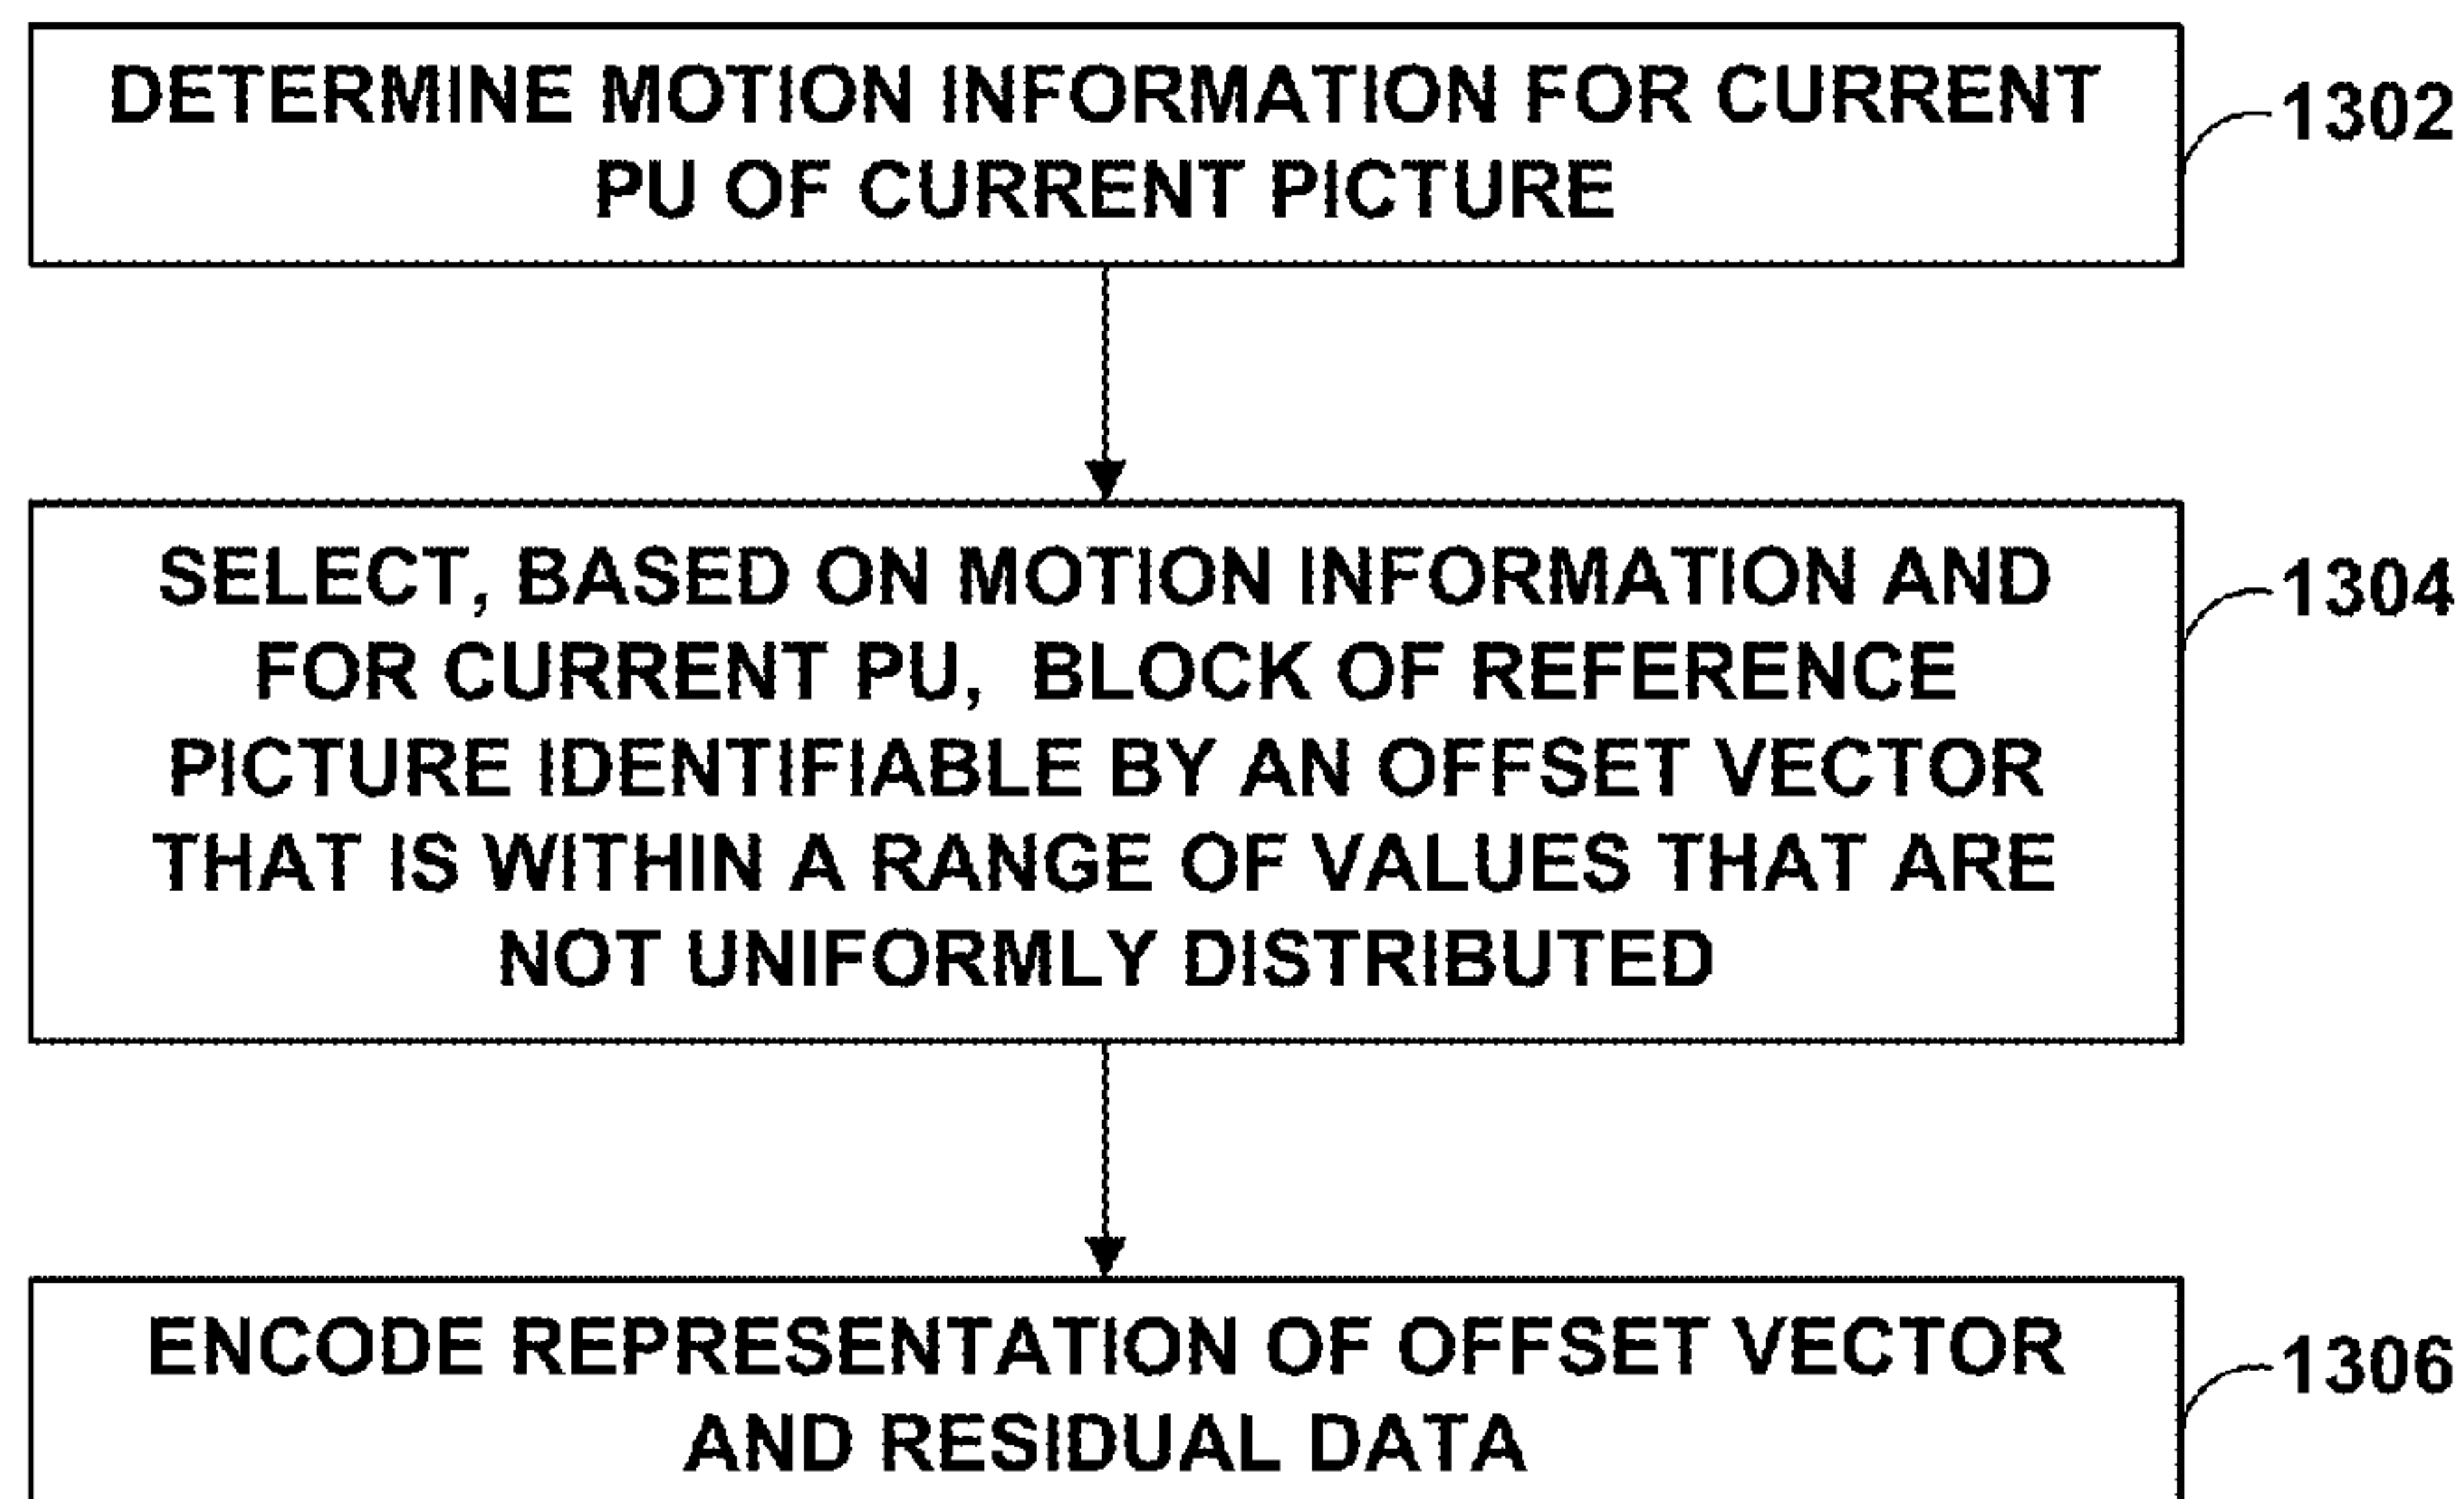 DETERMINE MOTION INFORMATION FOR CURRENT
PU OF CURRENT PICTURE
1302
SELECT, BASED ON MOTION INFORMATION AND
FOR CURRENT PU, BLOCK OF REFERENCE
PICTURE IDENTIFIABLE BY AN OFFSET VECTOR
THAT IS WITHIN A RANGE OF VALUES THAT ARE
NOT UNIFORMLY DISTRIBUTED
1304
ENCODE REPRESENTATION OF OFFSET VECTOR
AND RESIDUAL DATA
1306